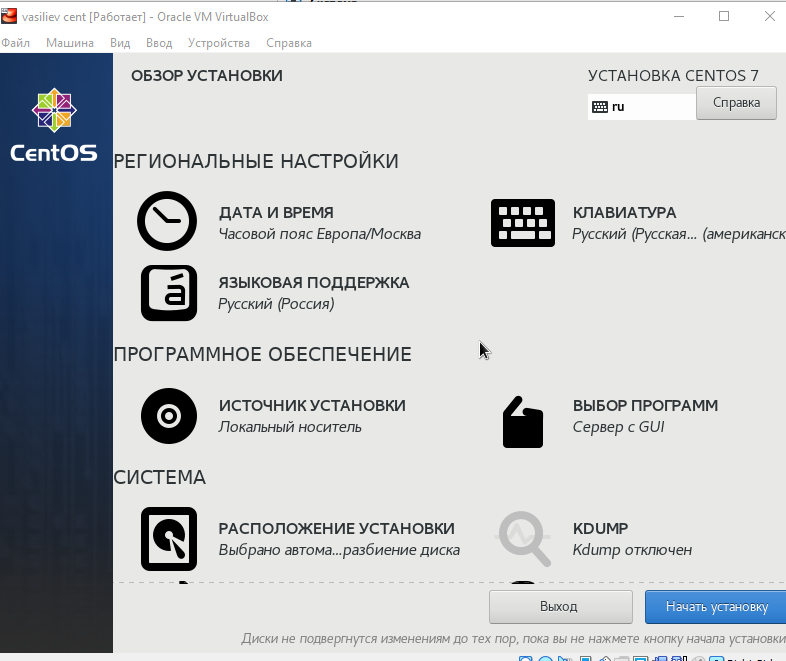 vasiliev cent [Работает] - Oracle VM VirtualBox
Файл Машина Вид Ввод Устройства Справка
ОБЗОР УСТАНОВКИ
УСТАНОВКА CENTOS 7
ru
Справка
CentOS
РЕГИОНАЛЬНЫЕ НАСТРОЙКИ
ДАТА И ВРЕМЯ
Часовой пояс Европа/Москва
КЛАВИАТУРА
Русский (Русская... (американск
ЯЗЫКОВАЯ ПОДДЕРЖКА
Русский (Россия)
ПРОГРАММНОЕ ОБЕСПЕЧЕНИЕ
ИСТОЧНИК УСТАНОВКИ
Локальный носитель
ВЫБОР ПРОГРАММ
Сервер с GUI
СИСТЕМА
РАСПОЛОЖЕНИЕ УСТАНОВКИ
Выбрано автома...разбиение диска
KDUMP
Kdump отключен
Выход
Начать установку
Диски не подвергнутся изменениям до тех пор, пока вы не нажмете кнопку начала установки